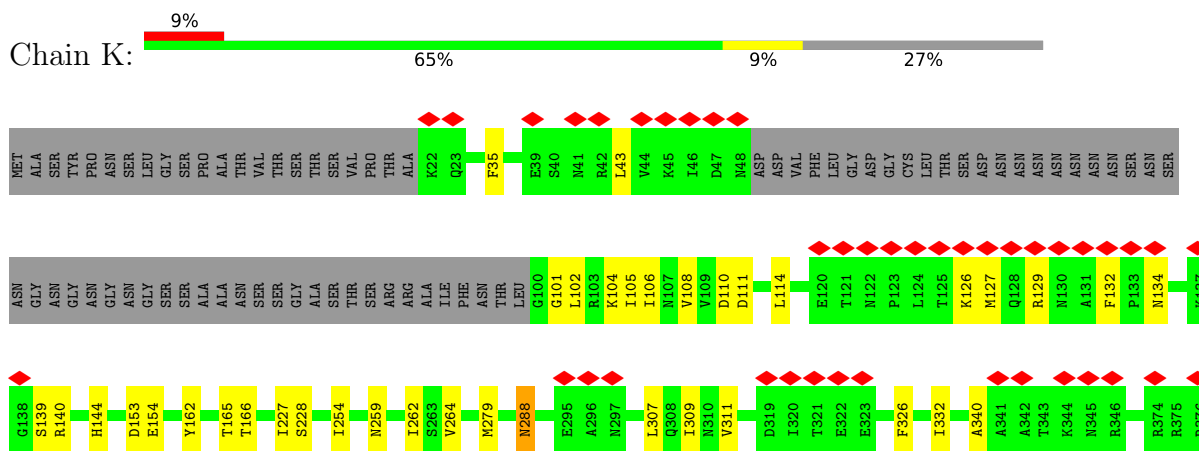 9%
Chain K:
65% 9% 27%
MET ALA SER TYR PRO ASN SER LEU GLY SER PRO ALA THR VAL THR SER THR SER VAL PRO THR ALA K22 Q23 F35 E39 S40 N41 R42 L43 V44 K45 I46 D47 N48 ASP ASP VAL PHE LEU GLY ASP GLY CYS LEU THR SER ASP ASN ASN ASN ASN ASN ASN ASN SER ASN SER
ASN GLY ASN GLY ASN GLY ASN GLY SER SER ALA ALA ASN SER SER GLY ALA SER THR SER ARG ARG ALA ILE PHE ASN THR LEU G100 G101 L102 R103 K104 I105 I106 N107 V108 V109 D110 D111 L114 E120 T121 N122 P123 L124 T125 K126 M127 Q128 R129 N130 A131 F132 P133 N134
G138 S139 R140 H144 D153 E154 Y162 T165 T166 I227 S228 I254 N259 I262 S263 V264 M279 N288 E295 A296 N297 L307 Q308 I309 N310 V311 D319 I320 T321 E322 E323 F326 I332 A340 A341 A342 T343 K344 N345 R346 R374 R375